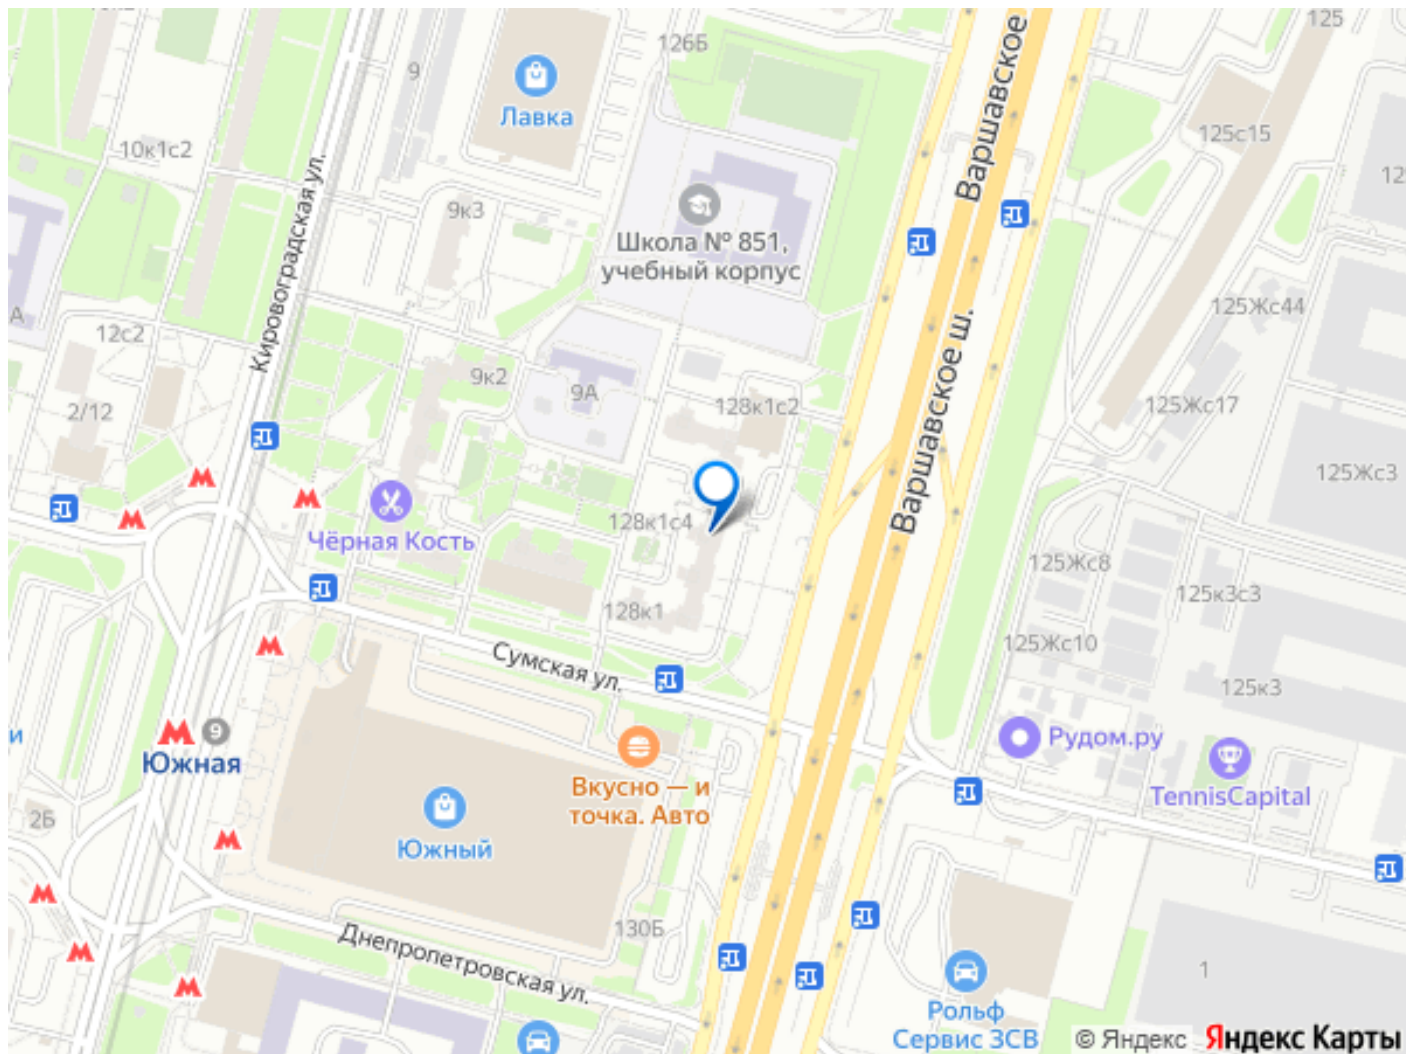 125
126Б
9
Лавка
Варшавское
125с15
10к1с2
Кировоградская ул.
9к3
Варшавское ш.
Школа № 851,
учебный корпус
А
12с2
125Жс44
9к2
9А
128к1с2
125Жс17
2/12
125Жс3
128к1с4
Чёрная Кость
125Жс8
125к3с3
128к1
125Жс10
Сумская ул.
125к3
9
Южная
и
Рудом.ру
Вкусно — и
точка. Авто
TennisCapital
2Б
Южный
130Б
Днепропетровская ул.
1
Рольф
Сервис ЗСВ
© Яндекс Яндекс Карты